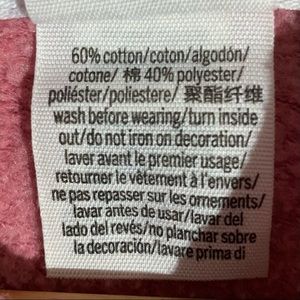 60% cotton/coton/algodón/
cotone/ 棉 40% polyester/
poliéster/poliestere/ 聚酯纤维
wash before wearing/turn inside
out/do not iron on decoration/
laver avant le premier usage/
retourner le vêtement à l'envers/
ne pas repasser sur les ornements/
lavar antes de usar/lavar del
lado del revés/no planchar sobre
la decoración/lavare prima di